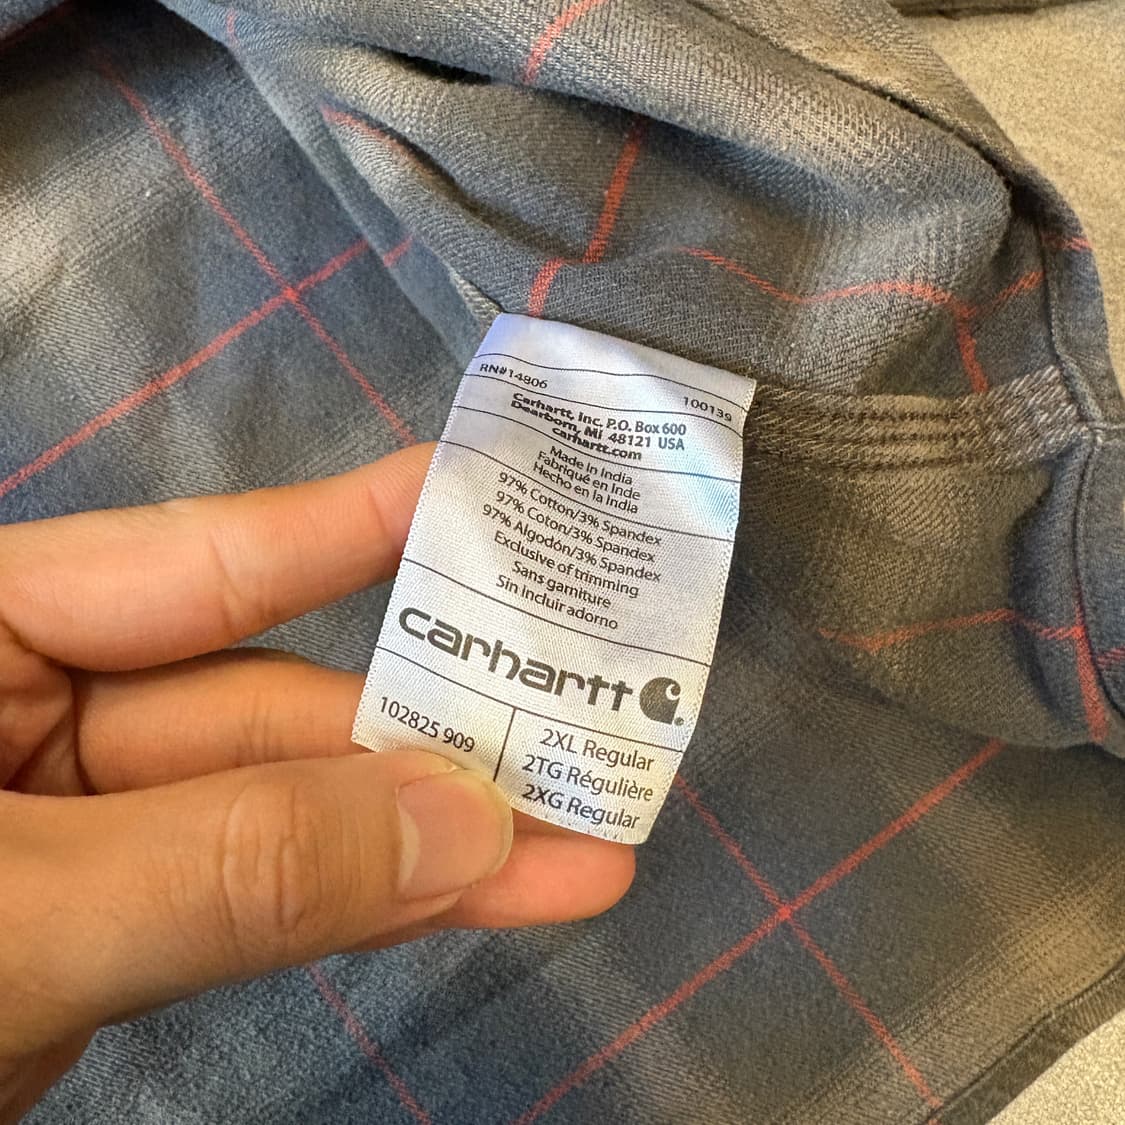 RN#14806 100139
Carhartt, Inc. P.O. Box 600
Dearborn, Mi 48121 USA
carhartt.com
Made in India
Fabriqué en Inde
Hecho en la India
97% Cotton/3% Spandex
97% Coton/3% Spandex
97% Algodón/3% Spandex
Exclusive of trimming
Sans garniture
Sin incluir adorno
carhartt
102825 909
2XL Regular
2TG Régulière
2XG Regular